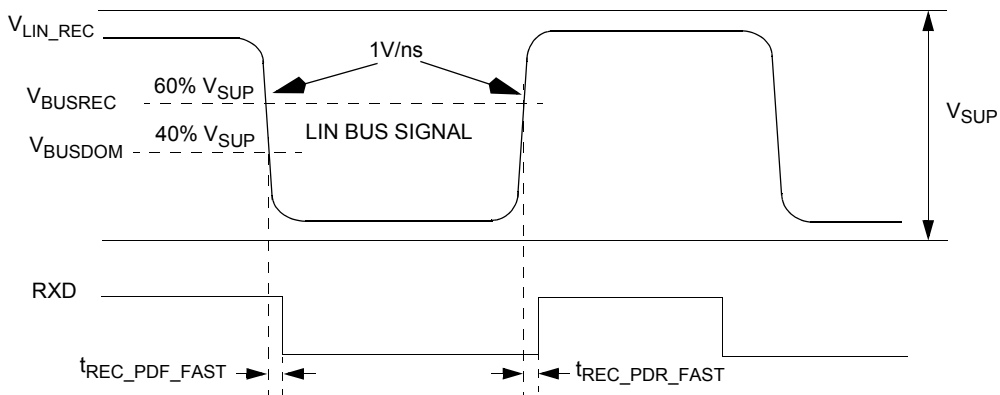 V_LIN_REC
1V/ns
60% V_SUP
V_BUSREC
V_SUP
40% V_SUP
LIN BUS SIGNAL
V_BUSDOM
RXD
t_REC_PDF_FAST
t_REC_PDR_FAST